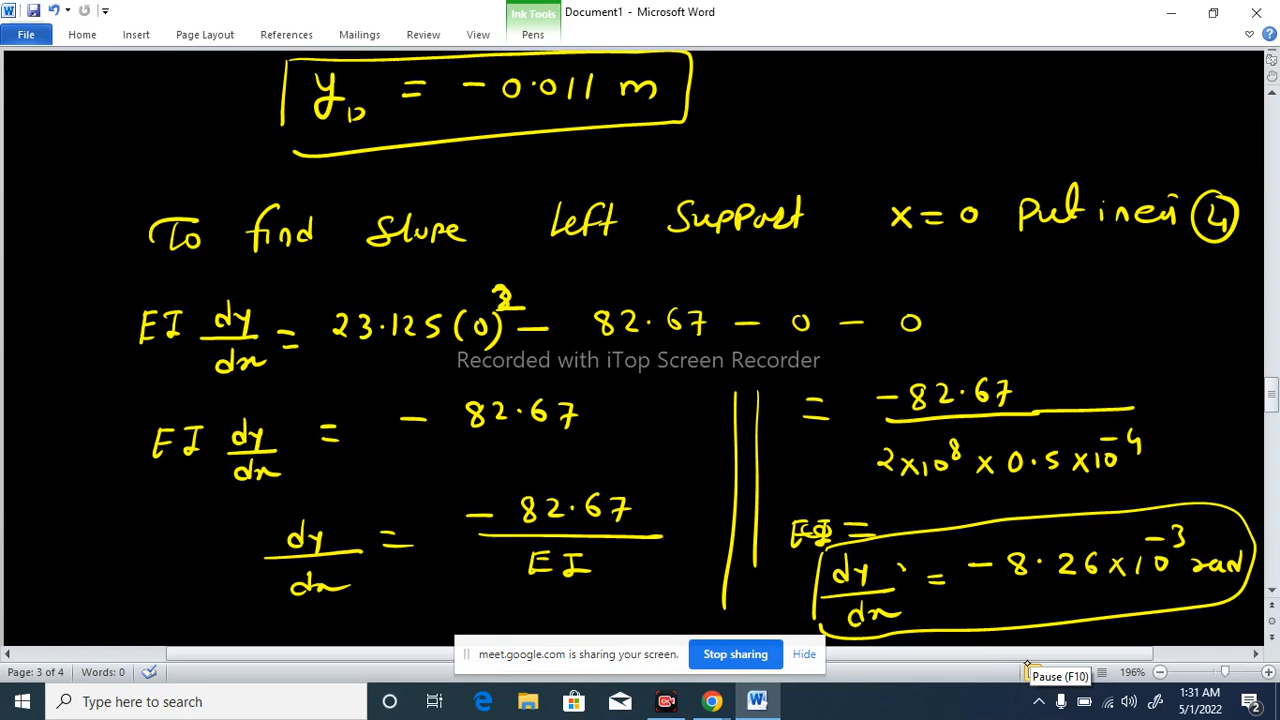 Ink Tools
Document1 - Microsoft Word
File Home Insert Page Layout References Mailings Review View Pens
y_D = -0.011 m
To find Slope left Support x=0 put in eqn ④
EI dy/dx = 23.125(0)² - 82.67 - 0 - 0
Recorded with iTop Screen Recorder
EI dy/dx = - 82.67
dy/dx = - 82.67 / EI
= -82.67 / 2×10⁸ × 0.5×10⁻⁴
dy/dx = -8.26×10⁻³ rad
meet.google.com is sharing your screen. Stop sharing Hide
Pause (F10)
Page: 3 of 4 Words: 0 196%
Type here to search
1:31 AM
5/1/2022
2